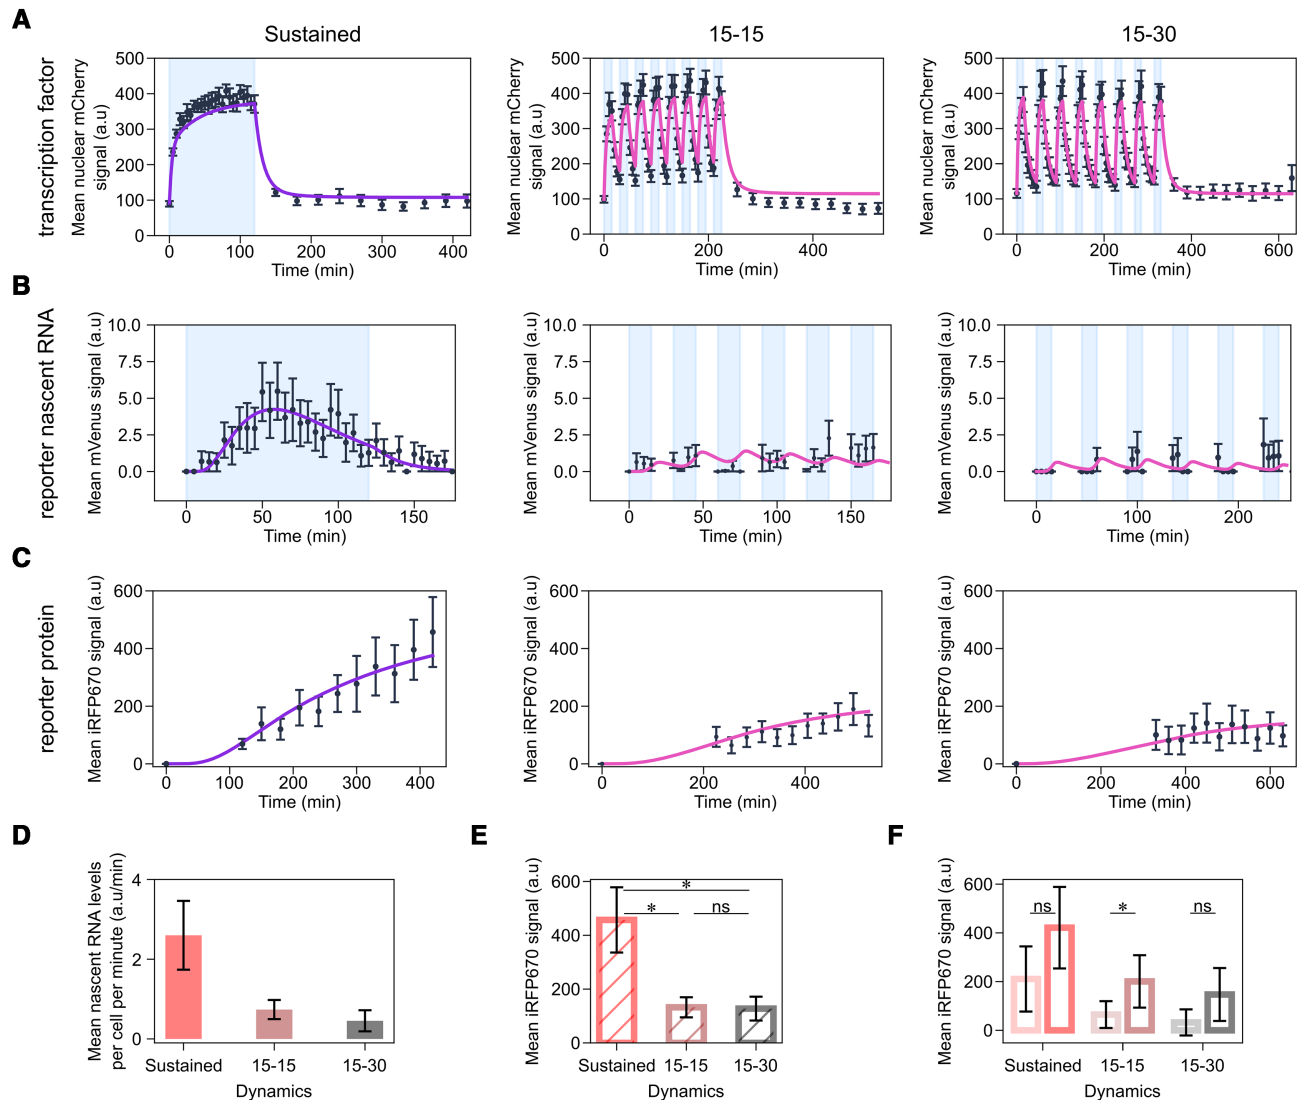 A
Sustained
15-15
15-30
transcription factor
Mean nuclear mCherry
signal (a.u)
500
400
300
200
100
0
0
100
200
300
400
Time (min)
Mean nuclear mCherry
signal (a.u)
500
400
300
200
100
0
0
200
400
Time (min)
Mean nuclear mCherry
signal (a.u)
500
400
300
200
100
0
0
200
400
600
Time (min)
B
reporter nascent RNA
Mean mVenus signal (a.u)
10.0
7.5
5.0
2.5
0.0
0
50
100
150
Time (min)
Mean mVenus signal (a.u)
10.0
7.5
5.0
2.5
0.0
0
50
100
150
Time (min)
Mean mVenus signal (a.u)
10.0
7.5
5.0
2.5
0.0
0
100
200
Time (min)
C
reporter protein
Mean iRFP670 signal (a.u)
600
400
200
0
0
100
200
300
400
Time (min)
Mean iRFP670 signal (a.u)
600
400
200
0
0
200
400
Time (min)
Mean iRFP670 signal (a.u)
600
400
200
0
0
200
400
600
Time (min)
D
Mean nascent RNA levels
per cell per minute (a.u/min)
4
2
0
Sustained
15-15
15-30
Dynamics
E
Mean iRFP670 signal (a.u)
600
400
200
0
*
*
ns
Sustained
15-15
15-30
Dynamics
F
Mean iRFP670 signal (a.u)
600
400
200
0
ns
*
ns
Sustained
15-15
15-30
Dynamics